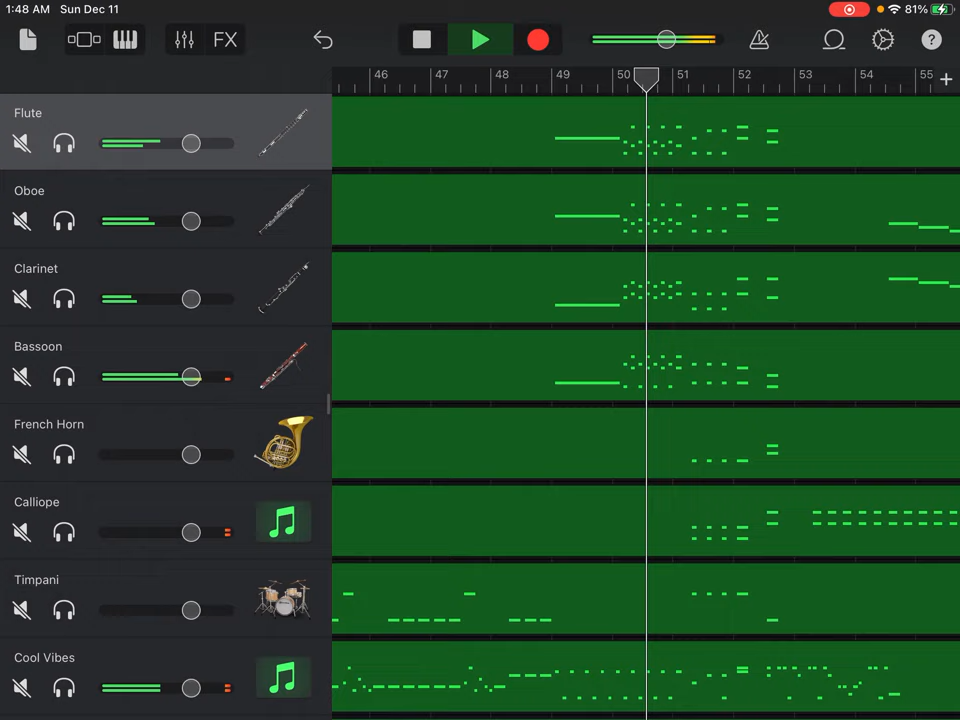 1:48 AM Sun Dec 11
81%
FX
?
46 47 48 49 50 51 52 53 54 55 +
Flute
Oboe
Clarinet
Bassoon
French Horn
Calliope
Timpani
Cool Vibes